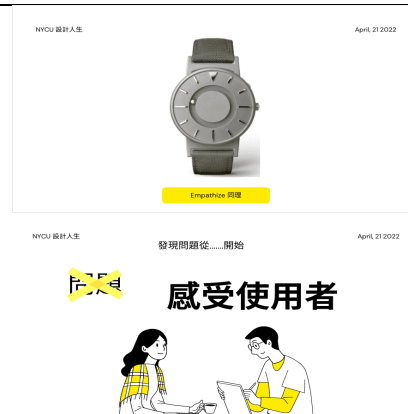 NYCU 設計人生
April, 21 2022
Empathize 同理
NYCU 設計人生
April, 21 2022
發現問題從......開始
問題
感受使用者